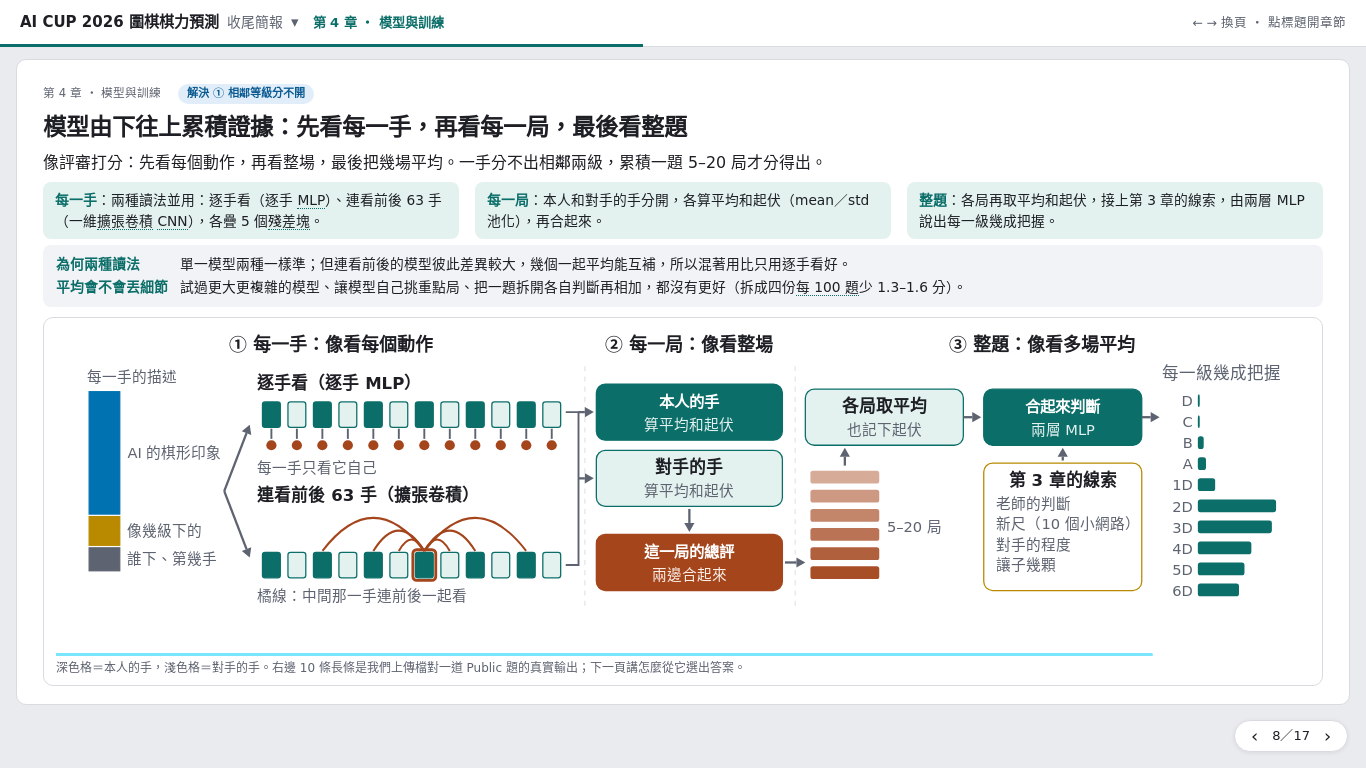 AI CUP 2026 圍棋棋力預測 收尾簡報 ▼ 第 4 章 · 模型與訓練
← → 換頁 · 點標題開章節
第 4 章 · 模型與訓練 解決 ① 相鄰等級分不開
模型由下往上累積證據：先看每一手，再看每一局，最後看整題
像評審打分：先看每個動作，再看整場，最後把幾場平均。一手分不出相鄰兩級，累積一題 5–20 局才分得出。
每一手：兩種讀法並用：逐手看（逐手 MLP）、連看前後 63 手
（一維擴張卷積 CNN），各疊 5 個殘差塊。
每一局：本人和對手的手分開，各算平均和起伏（mean／std
池化），再合起來。
整題：各局再取平均和起伏，接上第 3 章的線索，由兩層 MLP
說出每一級幾成把握。
為何兩種讀法 單一模型兩種一樣準；但連看前後的模型彼此差異較大，幾個一起平均能互補，所以混著用比只用逐手看好。
平均會不會丟細節 試過更大更複雜的模型、讓模型自己挑重點局、把一題拆開各自判斷再相加，都沒有更好（拆成四份每 100 題少 1.3–1.6 分）。
① 每一手：像看每個動作
② 每一局：像看整場
③ 整題：像看多場平均
每一手的描述
AI 的棋形印象
像幾級下的
誰下、第幾手
逐手看（逐手 MLP）
每一手只看它自己
連看前後 63 手（擴張卷積）
橘線：中間那一手連前後一起看
本人的手
算平均和起伏
對手的手
算平均和起伏
這一局的總評
兩邊合起來
各局取平均
也記下起伏
5–20 局
合起來判斷
兩層 MLP
第 3 章的線索
老師的判斷
新尺（10 個小網路）
對手的程度
讓子幾顆
每一級幾成把握
D
C
B
A
1D
2D
3D
4D
5D
6D
深色格＝本人的手，淺色格＝對手的手。右邊 10 條長條是我們上傳檔對一道 Public 題的真實輸出；下一頁講怎麼從它選出答案。
‹ 8／17 ›